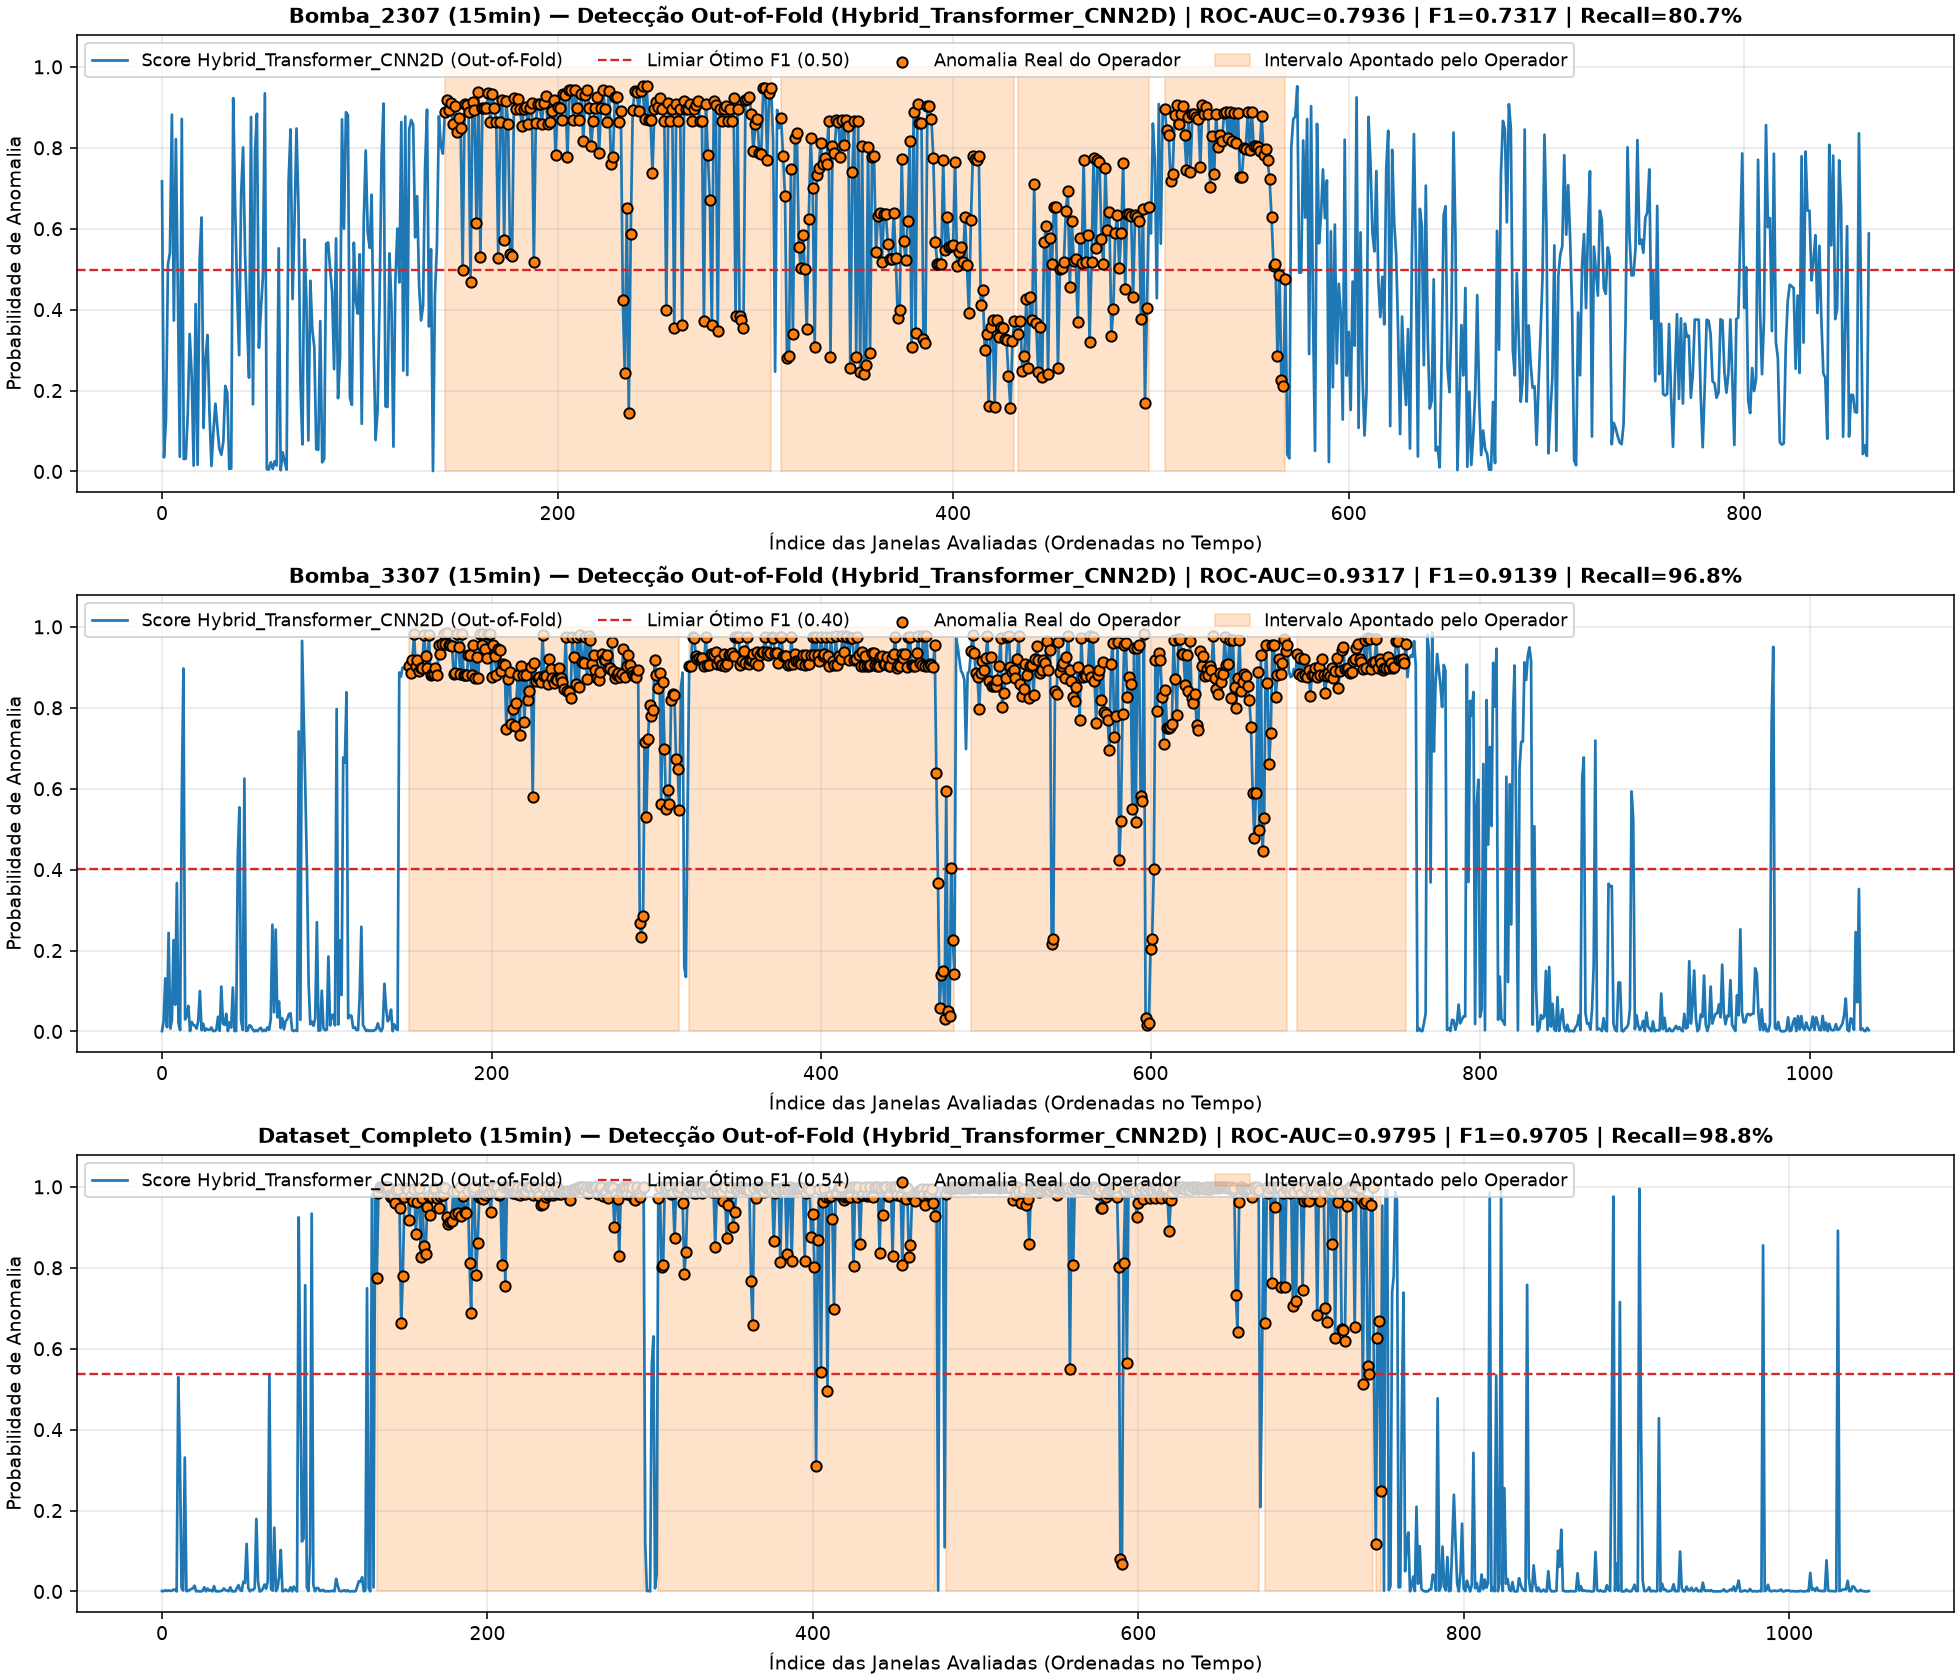 Bomba_2307 (15min) — Detecção Out-of-Fold (Hybrid_Transformer_CNN2D) | ROC-AUC=0.7936 | F1=0.7317 | Recall=80.7%
Score Hybrid_Transformer_CNN2D (Out-of-Fold) Limiar Ótimo F1 (0.50) Anomalia Real do Operador Intervalo Apontado pelo Operador
Probabilidade de Anomalia
1.0
0.8
0.6
0.4
0.2
0.0
0 200 400 600 800
Índice das Janelas Avaliadas (Ordenadas no Tempo)
Bomba_3307 (15min) — Detecção Out-of-Fold (Hybrid_Transformer_CNN2D) | ROC-AUC=0.9317 | F1=0.9139 | Recall=96.8%
Score Hybrid_Transformer_CNN2D (Out-of-Fold) Limiar Ótimo F1 (0.40) Anomalia Real do Operador Intervalo Apontado pelo Operador
Probabilidade de Anomalia
1.0
0.8
0.6
0.4
0.2
0.0
0 200 400 600 800 1000
Índice das Janelas Avaliadas (Ordenadas no Tempo)
Dataset_Completo (15min) — Detecção Out-of-Fold (Hybrid_Transformer_CNN2D) | ROC-AUC=0.9795 | F1=0.9705 | Recall=98.8%
Score Hybrid_Transformer_CNN2D (Out-of-Fold) Limiar Ótimo F1 (0.54) Anomalia Real do Operador Intervalo Apontado pelo Operador
Probabilidade de Anomalia
1.0
0.8
0.6
0.4
0.2
0.0
0 200 400 600 800 1000
Índice das Janelas Avaliadas (Ordenadas no Tempo)